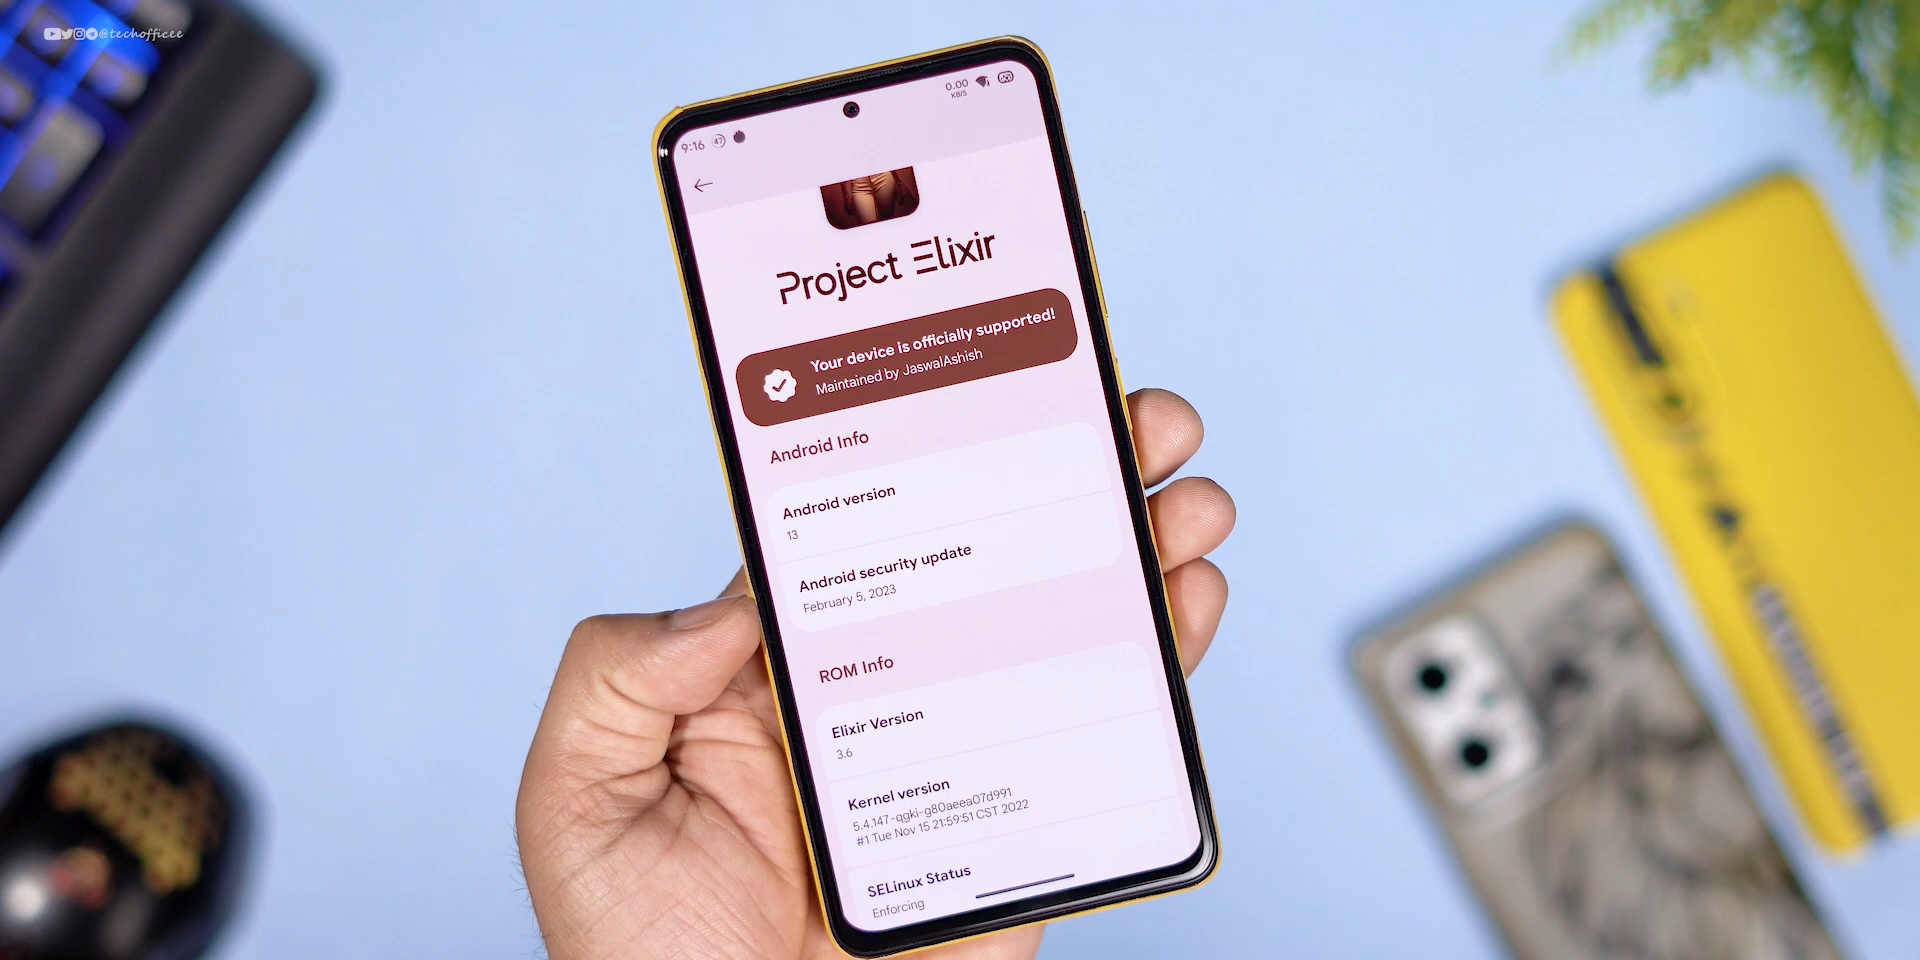 @techofficee
9:16 47
0.00
KB/S
Project Elixir
Your device is officially supported!
Maintained by JaswalAshish
Android Info
Android version
13
Android security update
February 5, 2023
ROM Info
Elixir Version
3.6
Kernel version
5.4.147-qgki-g80aeea07d991
#1 Tue Nov 15 21:59:51 CST 2022
SELinux Status
Enforcing